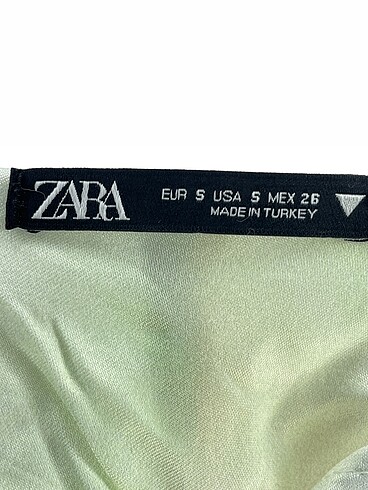 ZARA
EUR S USA S MEX 26
MADE IN TURKEY